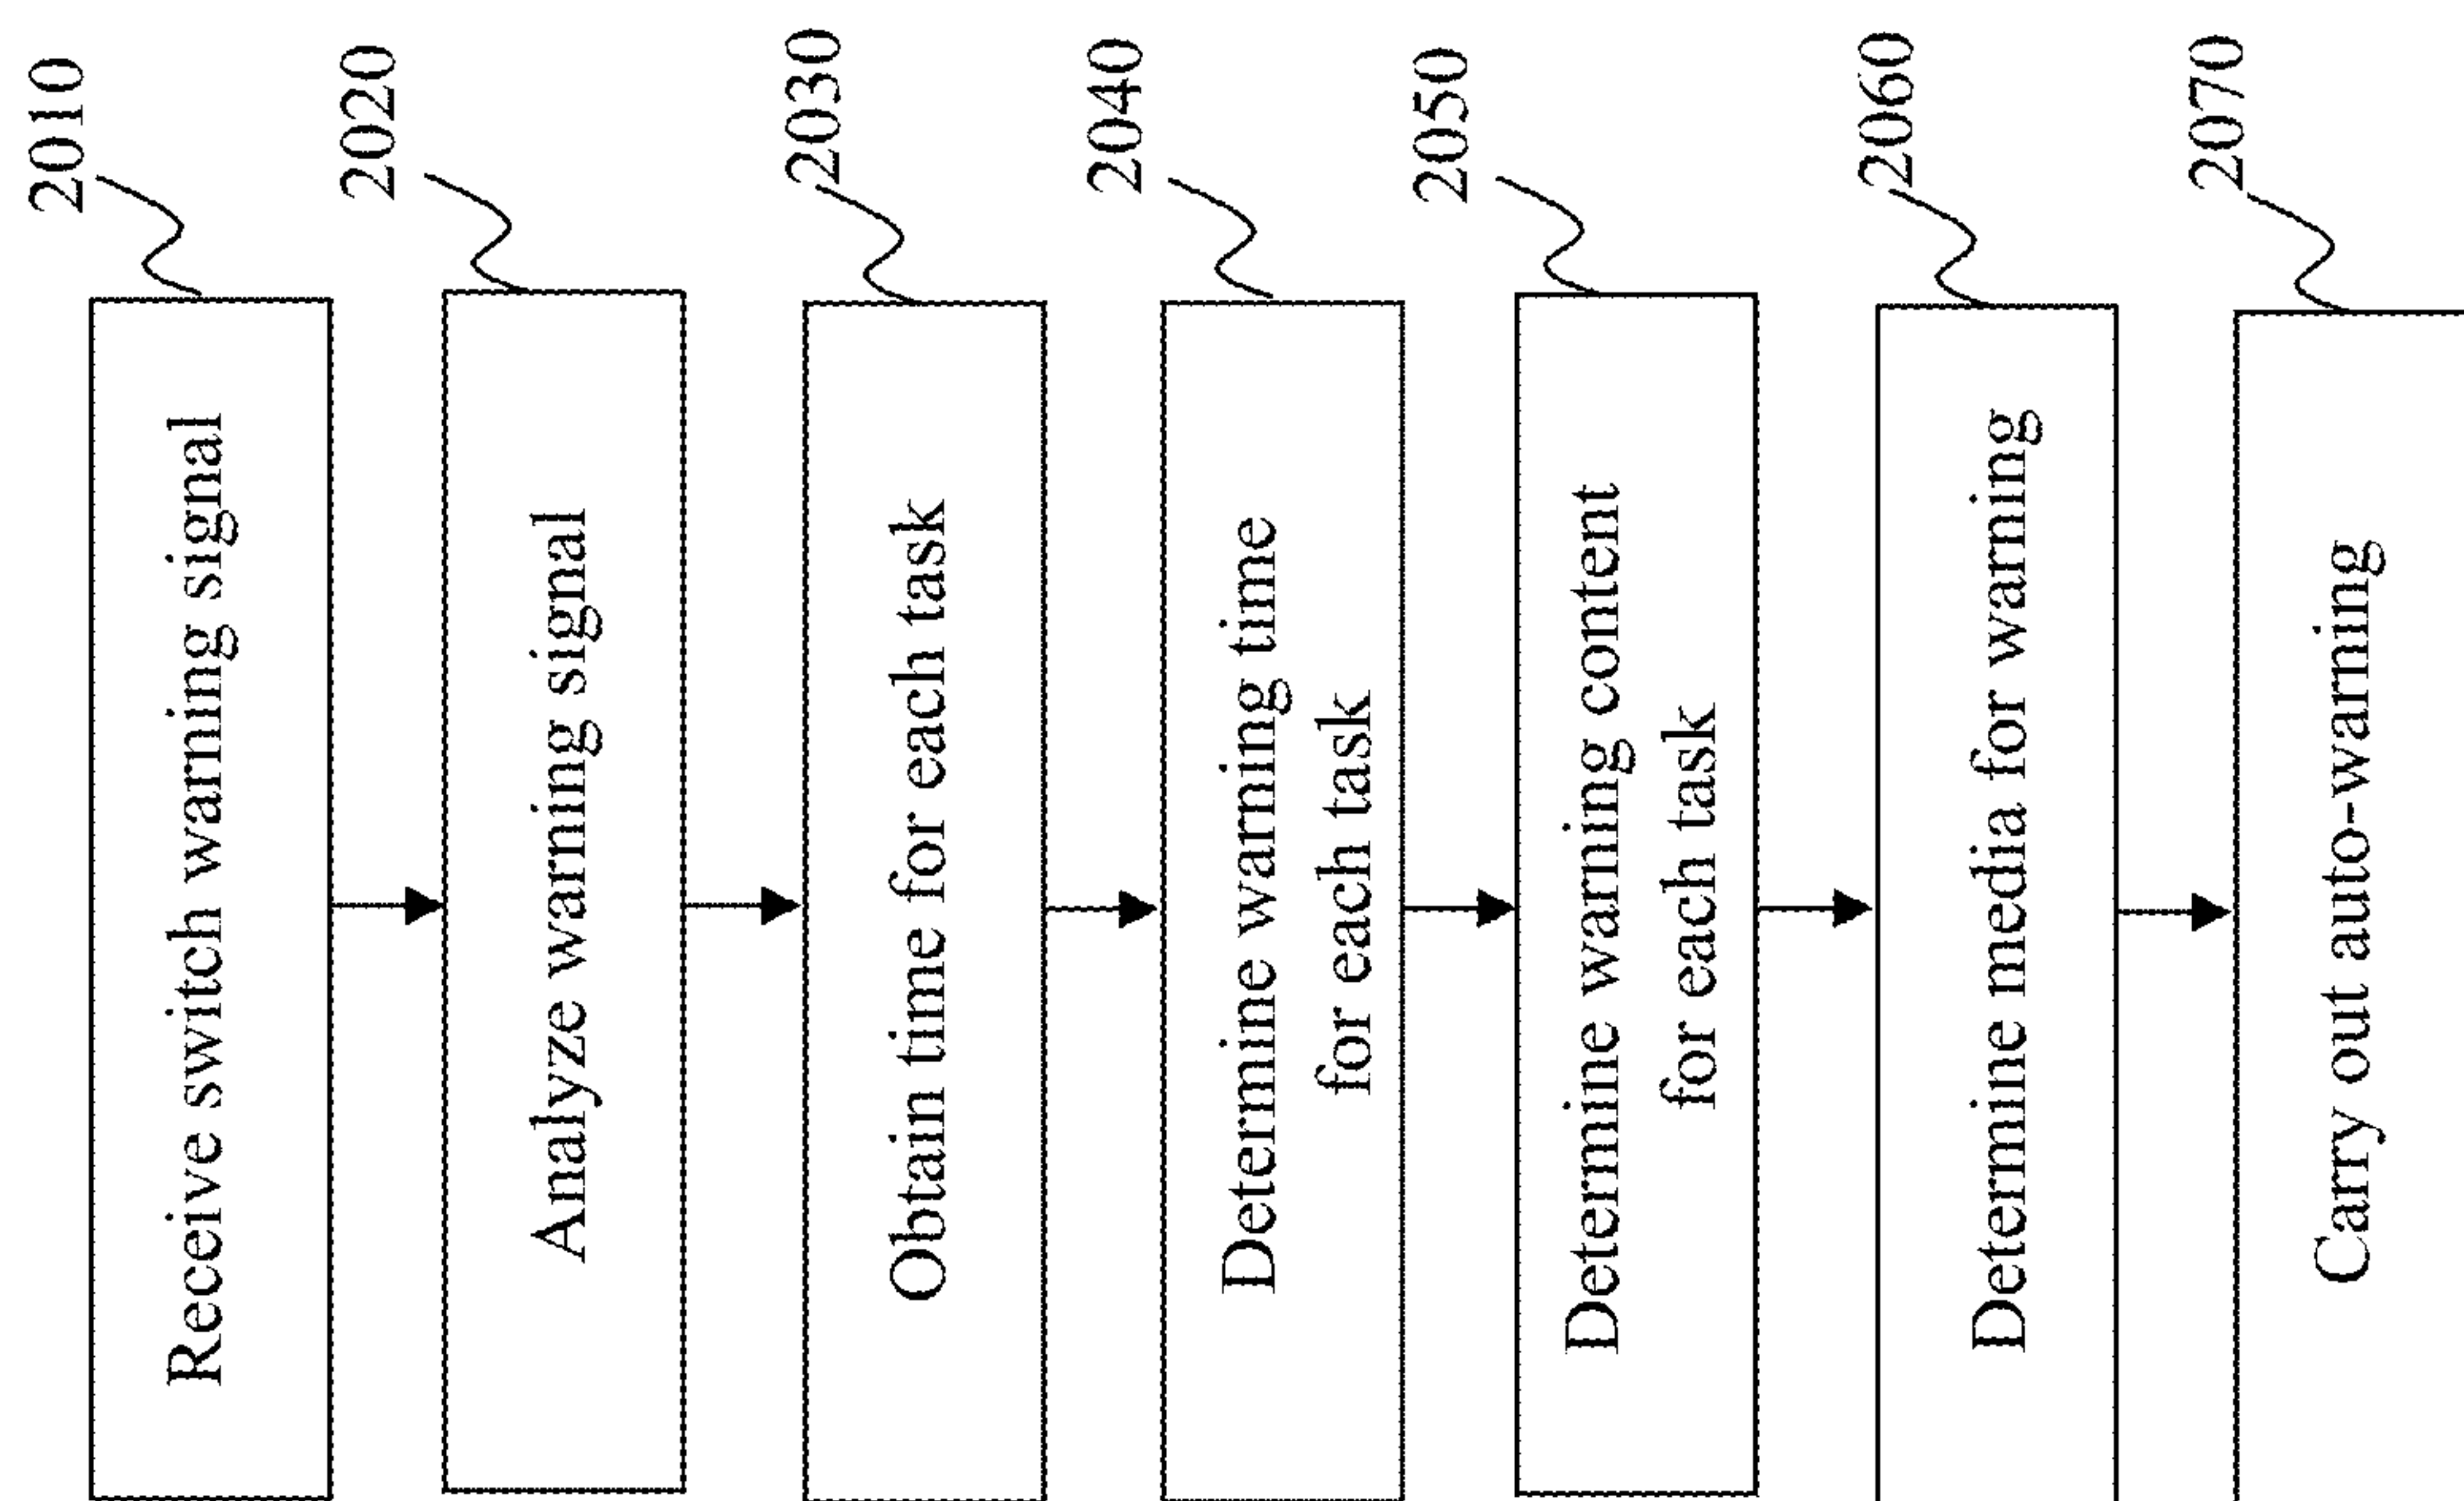 2010
Receive switch warning signal
2020
Analyze warning signal
2030
Obtain time for each task
2040
Determine warning time
for each task
2050
Determine warning content
for each task
2060
Determine media for warning
2070
Carry out auto-warning